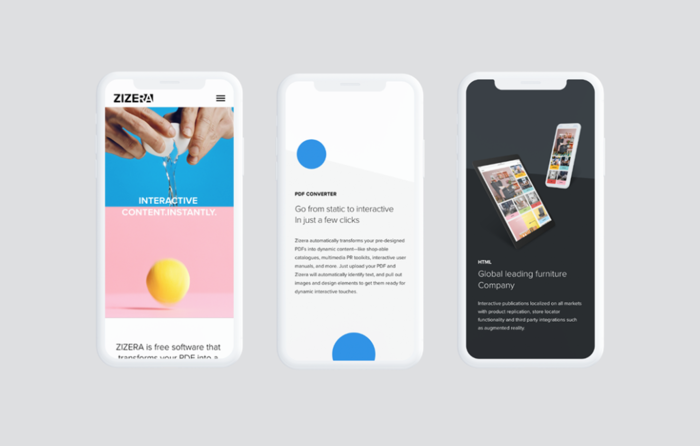 ZIZERA
INTERACTIVE
CONTENT.INSTANTLY.
ZIZERA is free software that
transforms your PDF into a
PDF CONVERTER
Go from static to interactive
In just a few clicks
Zizera automatically transforms your pre-designed
PDFs into dynamic content–like shop-able
catalogues, multimedia PR toolkits, interactive user
manuals, and more. Just upload your PDF and
Zizera will automatically identify text, and pull out
images and design elements to get them ready for
dynamic interactive touches.
HTML
Global leading furniture
Company
Interactive publications localized on all markets
with product replication, store locator
functionality and third party integrations such
as augmented reality